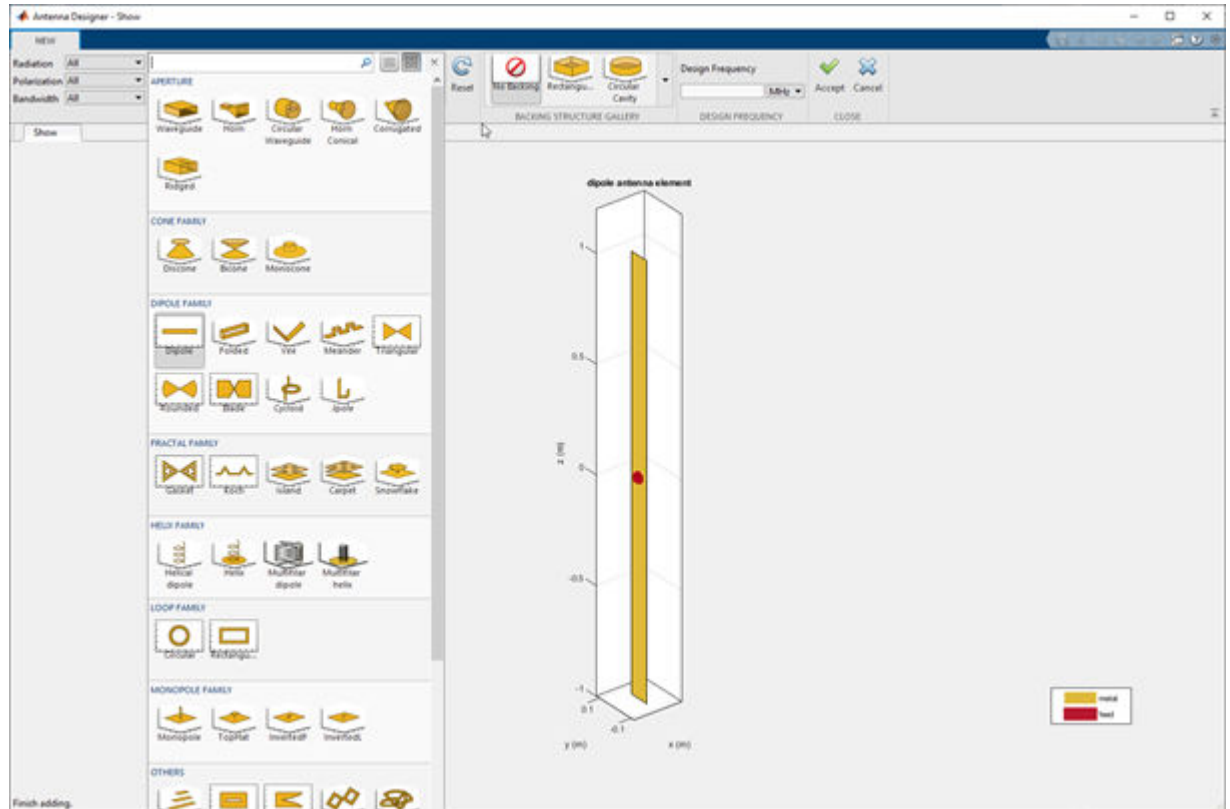 Antenna Designer - Show
NEW
Radiation All
Polarization All
Bandwidth All
Reset
No Backing
Rectangu...
Circular
Cavity
Design Frequency
MHz
Accept
Cancel
BACKING STRUCTURE GALLERY
DESIGN FREQUENCY
CLOSE
Show
APERTURE
Waveguide
Horn
Circular
Waveguide
Horn
Conical
Corrugated
Ridged
CONE FAMILY
Discone
Bicone
Monocone
DIPOLE FAMILY
Dipole
Folded
Vee
Meander
Triangular
Rounded
Blade
Cycloid
Jpole
FRACTAL FAMILY
Gasket
Koch
Island
Carpet
Snowflake
HELIX FAMILY
Helical
dipole
Helix
Multifilar
dipole
Multifilar
helix
LOOP FAMILY
Circular
Rectangu...
MONOPOLE FAMILY
Monopole
TopHat
InvertedF
InvertedL
OTHERS
Finish adding.
dipole antenna element
1
0.5
0
-0.5
-1
z (m)
0.1
-0.1
y (m)
x (m)
metal
feed